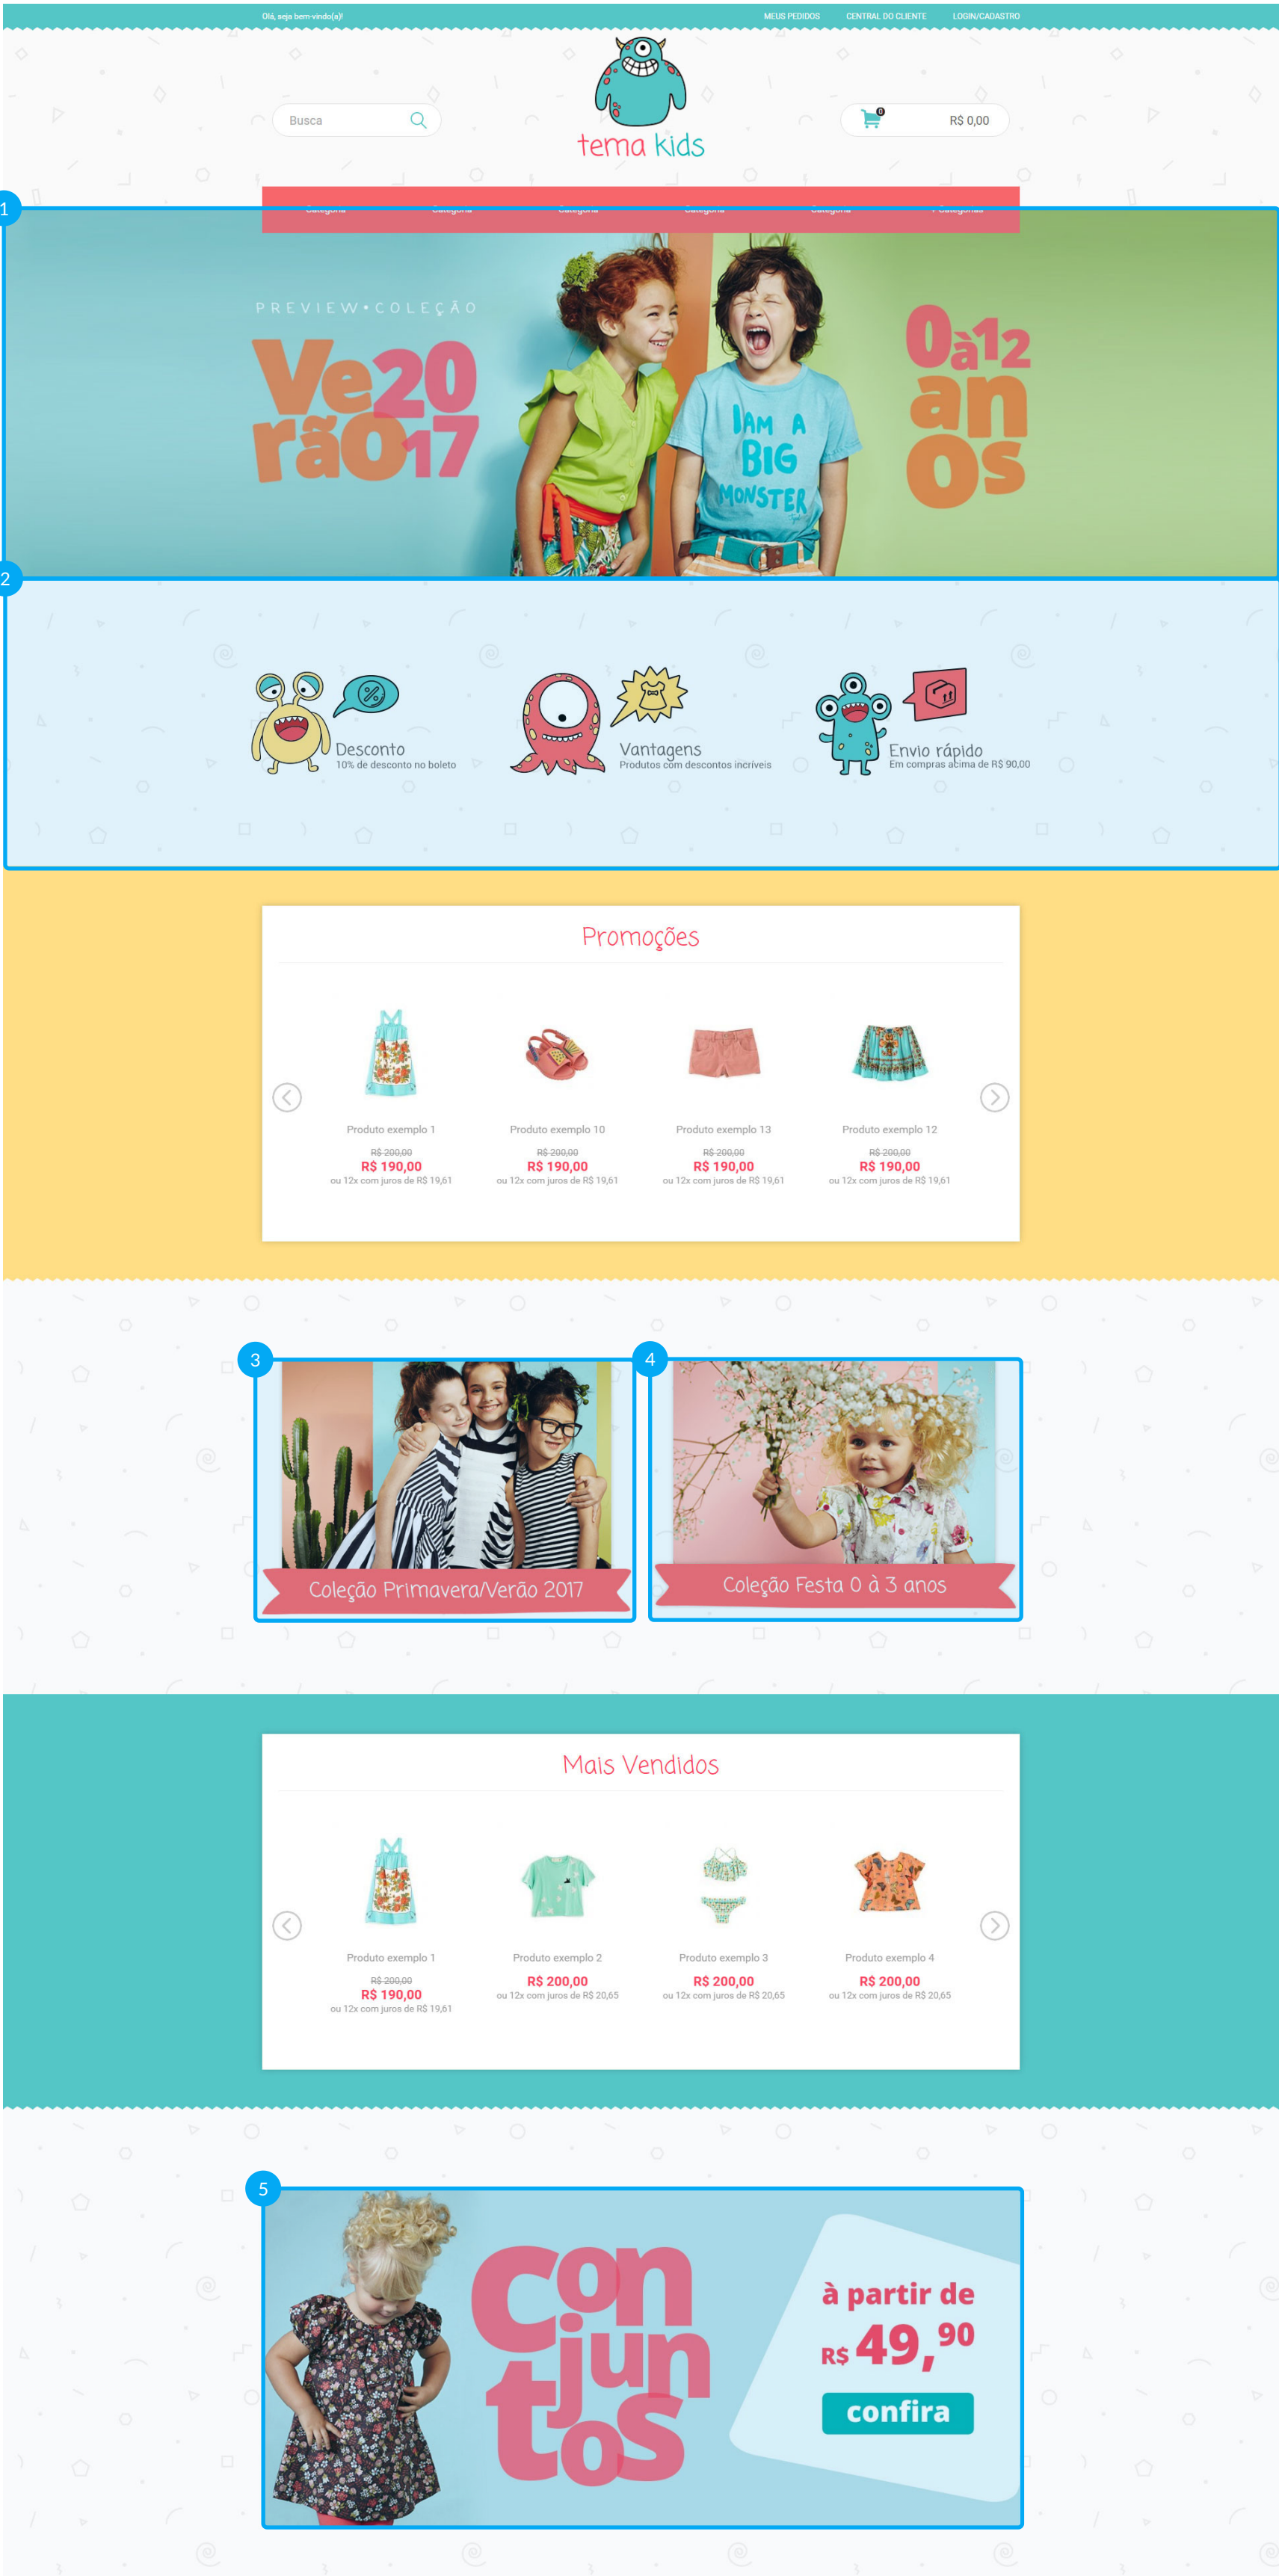 Olá, seja bem-vindo(a)!
MEUS PEDIDOS CENTRAL DO CLIENTE LOGIN/CADASTRO
Busca
0
R$ 0,00
tema kids
Categoria Categoria Categoria Categoria Categoria + Categorias
1
PREVIEW•COLEÇÃO
Ve20
rão17
I AM A
BIG
MONSTER
0à12
an
os
2
Desconto
10% de desconto no boleto
Vantagens
Produtos com descontos incríveis
Envio rápido
Em compras acima de R$ 90,00
Promoções
Produto exemplo 1
R$ 200,00
R$ 190,00
ou 12x com juros de R$ 19,61
Produto exemplo 10
R$ 200,00
R$ 190,00
ou 12x com juros de R$ 19,61
Produto exemplo 13
R$ 200,00
R$ 190,00
ou 12x com juros de R$ 19,61
Produto exemplo 12
R$ 200,00
R$ 190,00
ou 12x com juros de R$ 19,61
3
Coleção Primavera/Verão 2017
4
Coleção Festa 0 à 3 anos
Mais Vendidos
Produto exemplo 1
R$ 200,00
R$ 190,00
ou 12x com juros de R$ 19,61
Produto exemplo 2
R$ 200,00
ou 12x com juros de R$ 20,65
Produto exemplo 3
R$ 200,00
ou 12x com juros de R$ 20,65
Produto exemplo 4
R$ 200,00
ou 12x com juros de R$ 20,65
5
con
jun
tos
à partir de
R$ 49,90
confira